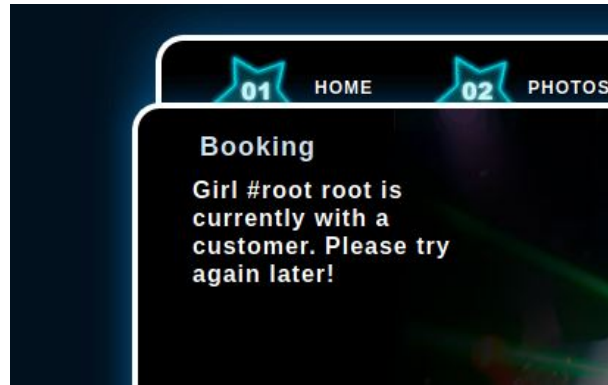 01 HOME 02 PHOTOS
Booking
Girl #root root is
currently with a
customer. Please try
again later!